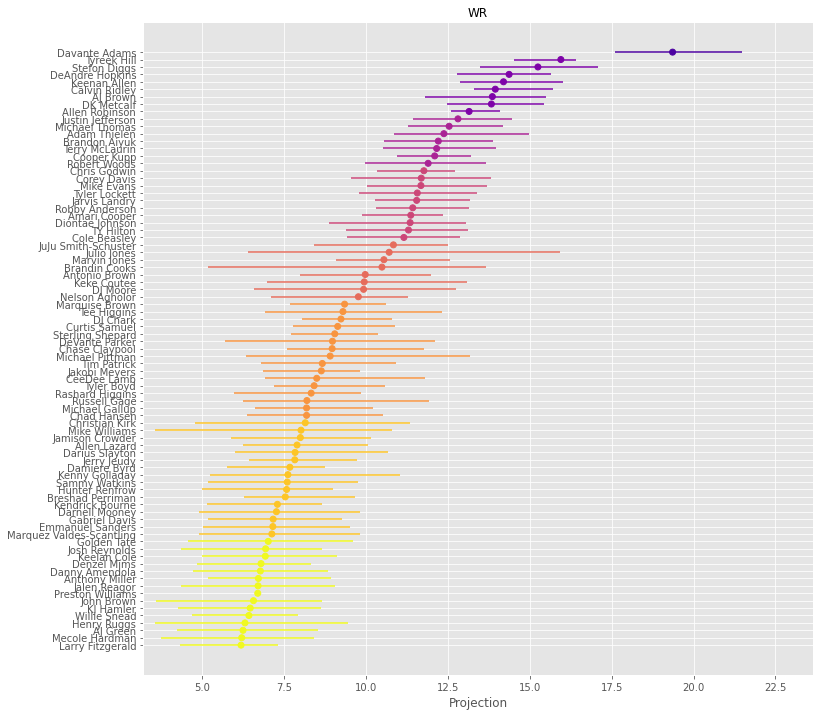 WR
Davante Adams
Tyreek Hill
Stefon Diggs
DeAndre Hopkins
Keenan Allen
Calvin Ridley
AJ Brown
DK Metcalf
Allen Robinson
Justin Jefferson
Michael Thomas
Adam Thielen
Brandon Aiyuk
Terry McLaurin
Cooper Kupp
Robert Woods
Chris Godwin
Corey Davis
Mike Evans
Tyler Lockett
Jarvis Landry
Robby Anderson
Amari Cooper
Diontae Johnson
TY Hilton
Cole Beasley
JuJu Smith-Schuster
Julio Jones
Marvin Jones
Brandin Cooks
Antonio Brown
Keke Coutee
DJ Moore
Nelson Agholor
Marquise Brown
Tee Higgins
DJ Chark
Curtis Samuel
Sterling Shepard
DeVante Parker
Chase Claypool
Michael Pittman
Tim Patrick
Jakobi Meyers
CeeDee Lamb
Tyler Boyd
Rashard Higgins
Russell Gage
Michael Gallup
Chad Hansen
Christian Kirk
Mike Williams
Jamison Crowder
Allen Lazard
Darius Slayton
Jerry Jeudy
Damiere Byrd
Kenny Golladay
Sammy Watkins
Hunter Renfrow
Breshad Perriman
Kendrick Bourne
Darnell Mooney
Gabriel Davis
Emmanuel Sanders
Marquez Valdes-Scantling
Golden Tate
Josh Reynolds
Keelan Cole
Denzel Mims
Danny Amendola
Anthony Miller
Jalen Reagor
Preston Williams
John Brown
KJ Hamler
Willie Snead
Henry Ruggs
AJ Green
Mecole Hardman
Larry Fitzgerald
5.0 7.5 10.0 12.5 15.0 17.5 20.0 22.5
Projection